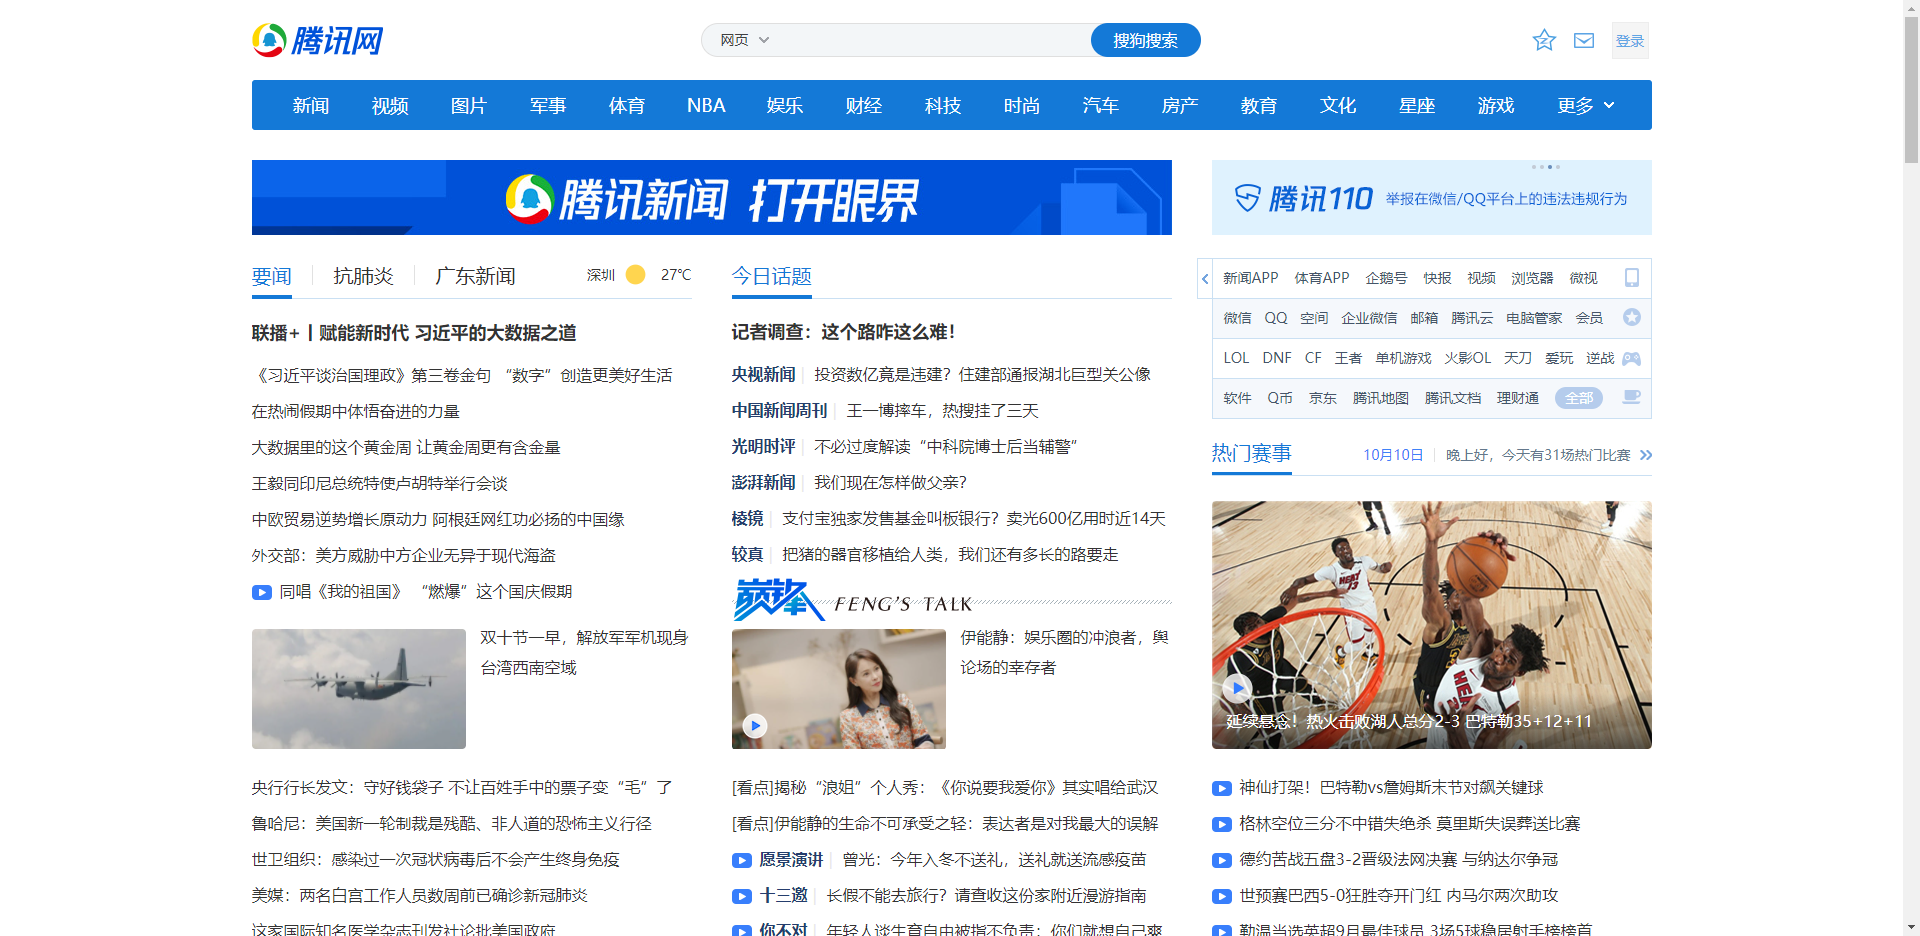 腾讯网
网页
搜狗搜索
登录
新闻 视频 图片 军事 体育 NBA 娱乐 财经 科技 时尚 汽车 房产 教育 文化 星座 游戏 更多
腾讯新闻 打开眼界
腾讯110 举报在微信/QQ平台上的违法违规行为
要闻 抗肺炎 广东新闻 深圳 27℃
联播+丨赋能新时代 习近平的大数据之道
《习近平谈治国理政》第三卷金句 “数字”创造更美好生活
在热闹假期中体悟奋进的力量
大数据里的这个黄金周 让黄金周更有含金量
王毅同印尼总统特使卢胡特举行会谈
中欧贸易逆势增长原动力 阿根廷网红功必扬的中国缘
外交部：美方威胁中方企业无异于现代海盗
同唱《我的祖国》 “燃爆”这个国庆假期
双十节一早，解放军军机现身
台湾西南空域
央行行长发文：守好钱袋子 不让百姓手中的票子变“毛”了
鲁哈尼：美国新一轮制裁是残酷、非人道的恐怖主义行径
世卫组织：感染过一次冠状病毒后不会产生终身免疫
美媒：两名白宫工作人员数周前已确诊新冠肺炎
这家国际知名医学杂志刊发社论批美国政府
今日话题
记者调查：这个路咋这么难！
央视新闻 投资数亿竟是违建？住建部通报湖北巨型关公像
中国新闻周刊 王一博摔车，热搜挂了三天
光明时评 不必过度解读“中科院博士后当辅警”
澎湃新闻 我们现在怎样做父亲？
棱镜 支付宝独家发售基金叫板银行？卖光600亿用时近14天
较真 把猪的器官移植给人类，我们还有多长的路要走
FENG'S TALK
伊能静：娱乐圈的冲浪者，舆
论场的幸存者
[看点]揭秘“浪姐”个人秀：《你说要我爱你》其实唱给武汉
[看点]伊能静的生命不可承受之轻：表达者是对我最大的误解
愿景演讲 曾光：今年入冬不送礼，送礼就送流感疫苗
十三邀 长假不能去旅行？请查收这份家附近漫游指南
你不对 年轻人谈生育自由被指不负责：你们就想自己爽
新闻APP 体育APP 企鹅号 快报 视频 浏览器 微视
微信 QQ 空间 企业微信 邮箱 腾讯云 电脑管家 会员
LOL DNF CF 王者 单机游戏 火影OL 天刀 爱玩 逆战
软件 Q币 京东 腾讯地图 腾讯文档 理财通 全部
热门赛事 10月10日 晚上好，今天有31场热门比赛
HEAT
13
延续悬念！热火击败湖人总分2-3 巴特勒35+12+11
神仙打架！巴特勒vs詹姆斯末节对飙关键球
格林空位三分不中错失绝杀 莫里斯失误葬送比赛
德约苦战五盘3-2晋级法网决赛 与纳达尔争冠
世预赛巴西5-0狂胜夺开门红 内马尔两次助攻
勒温当选英超9月最佳球员 3场5球稳居射手榜榜首